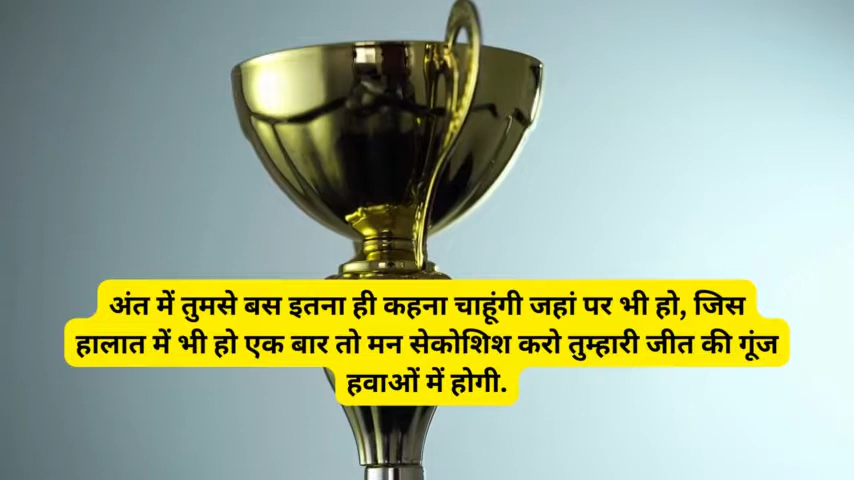 अंत में तुमसे बस इतना ही कहना चाहूंगी जहां पर भी हो, जिस
हालात में भी हो एक बार तो मन सेकोशिश करो तुम्हारी जीत की गूंज
हवाओं में होगी.